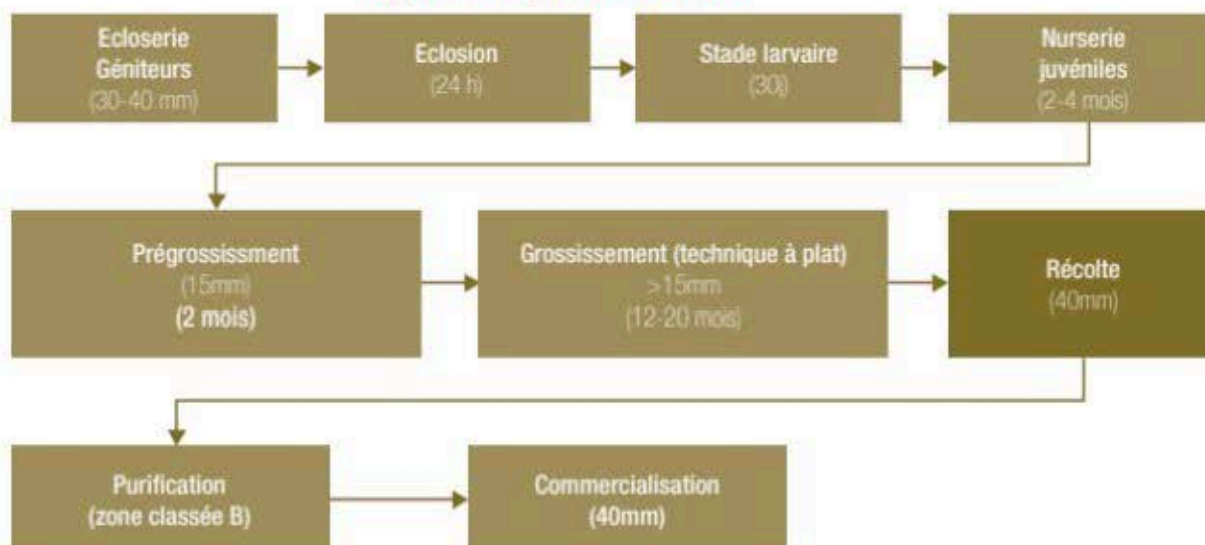 Ecloserie
Géniteurs
(30-40 mm)
Eclosion
(24 h)
Stade larvaire
(30j)
Nurserie
juvéniles
(2-4 mois)
Prégrossissment
(15mm)
(2 mois)
Grossissement (technique à plat)
>15mm
(12-20 mois)
Récolte
(40mm)
Purification
(zone classée B)
Commercialisation
(40mm)